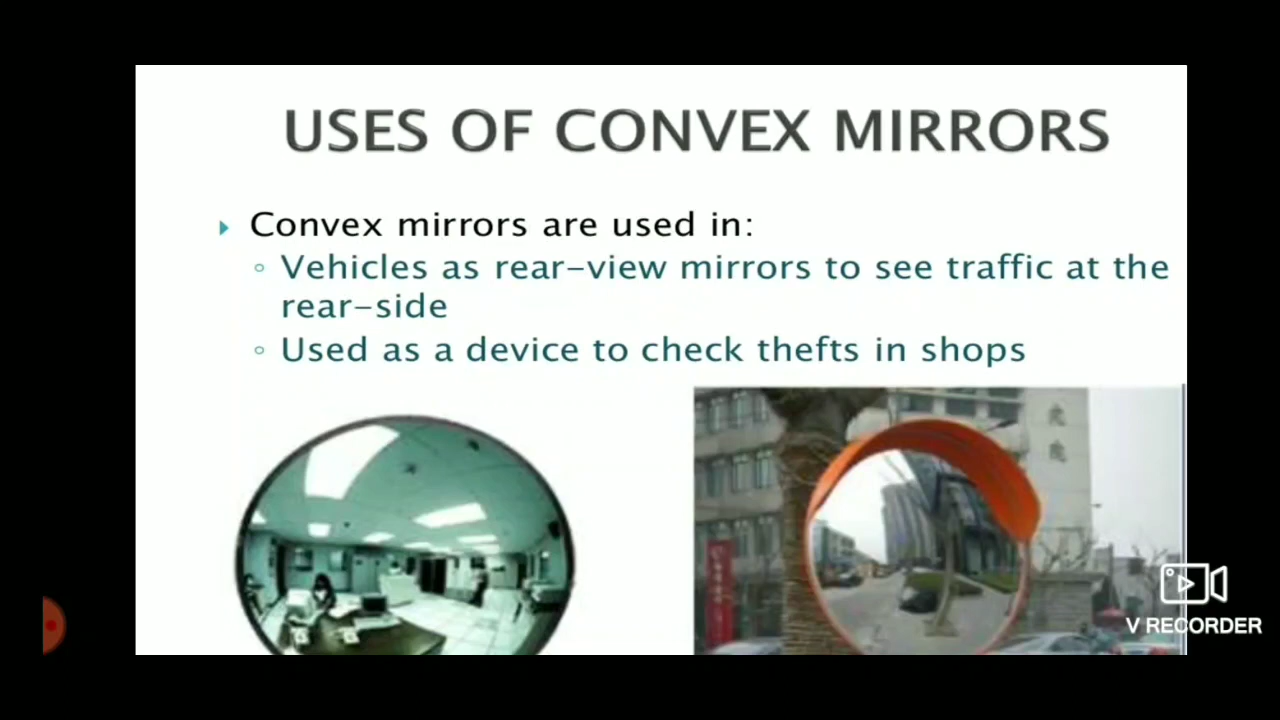 USES OF CONVEX MIRRORS
Convex mirrors are used in:
Vehicles as rear-view mirrors to see traffic at the
rear-side
Used as a device to check thefts in shops
V RECORDER